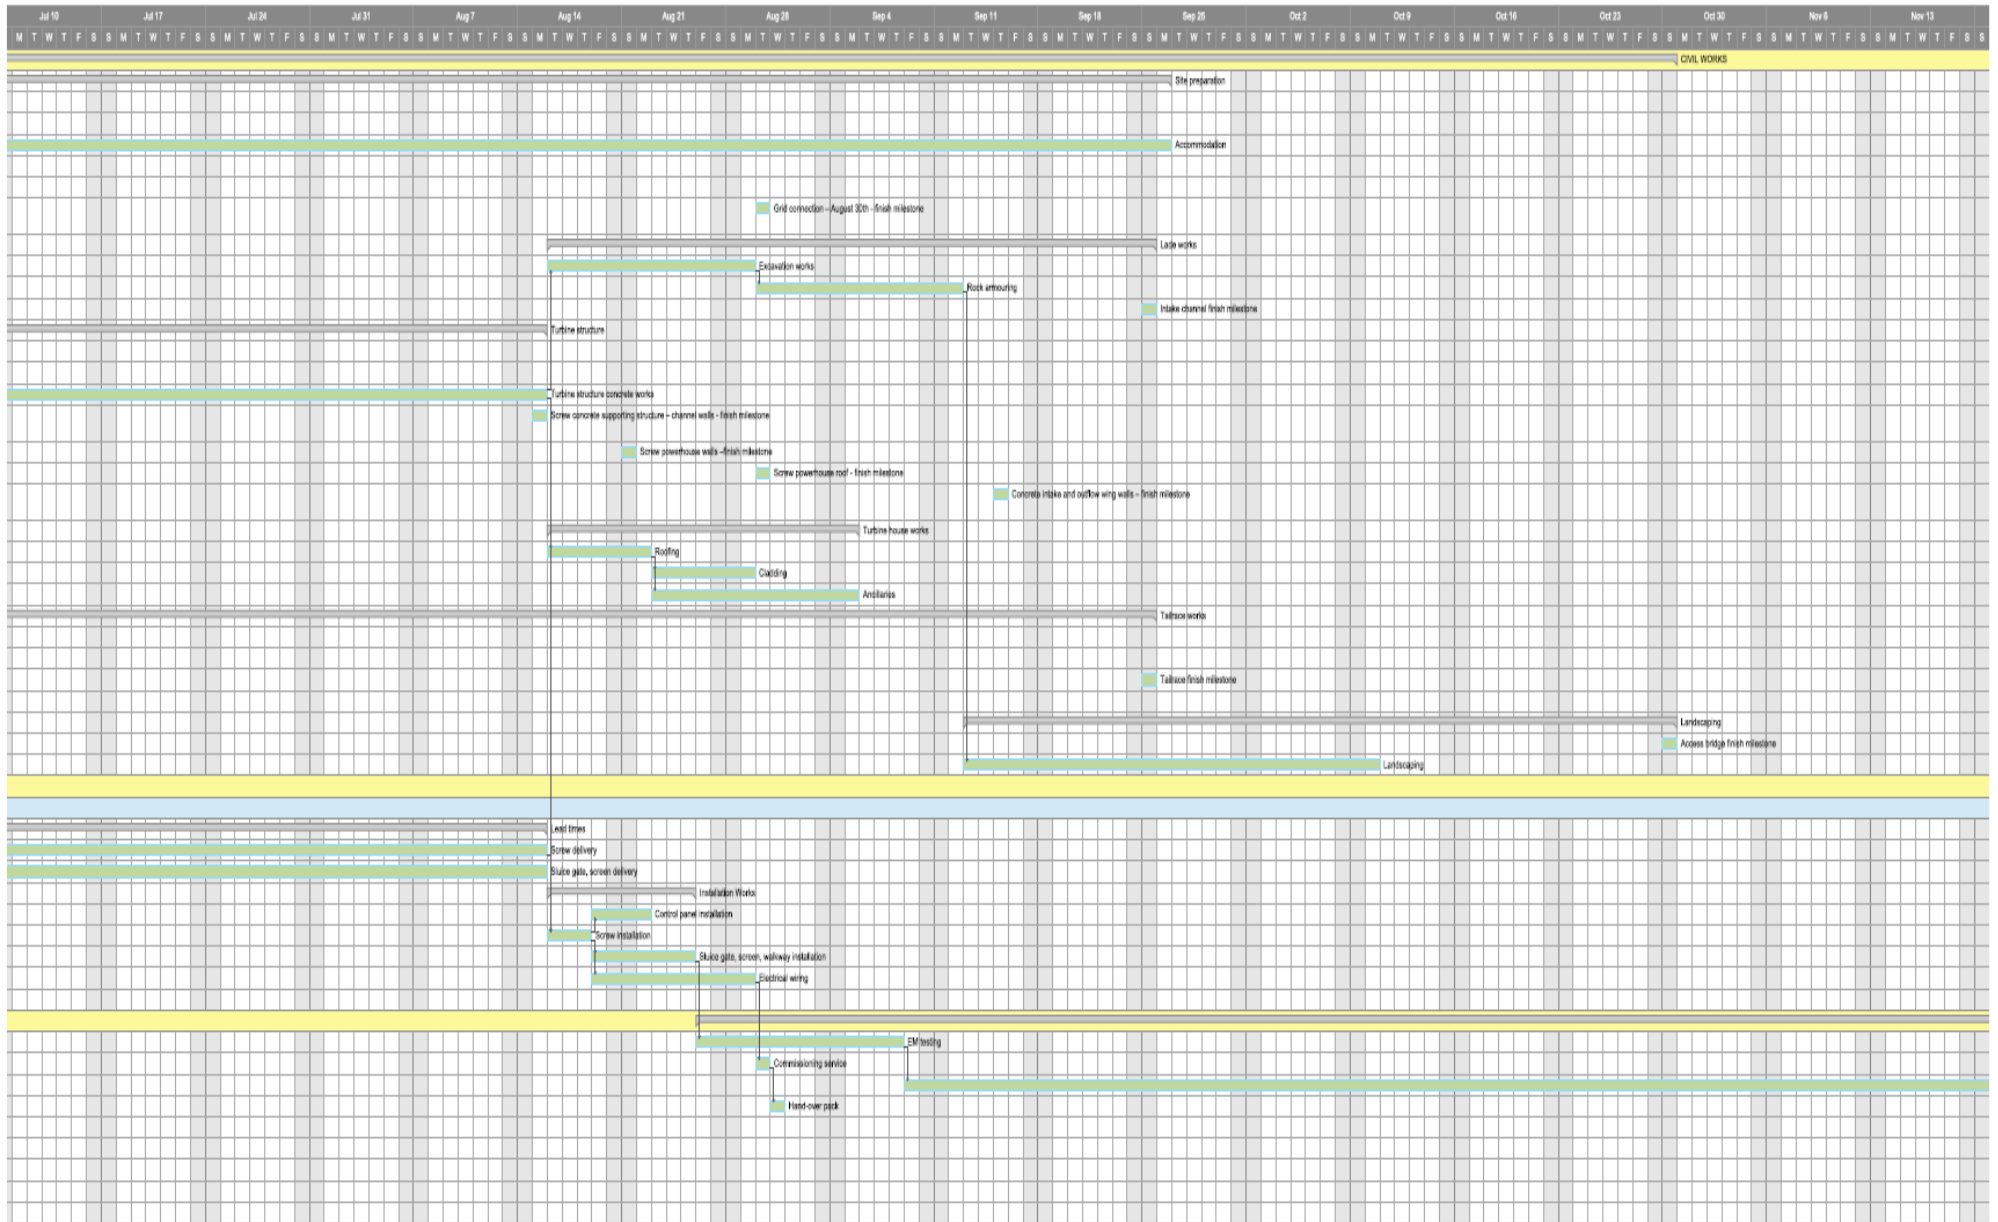 Jul 10 Jul 17 Jul 24 Jul 31 Aug 7 Aug 14 Aug 21 Aug 28 Sep 4 Sep 11 Sep 18 Sep 25 Oct 2 Oct 9 Oct 16 Oct 23 Oct 30 Nov 6 Nov 13
M T W T F S S M T W T F S S M T W T F S S M T W T F S S M T W T F S S M T W T F S S M T W T F S S M T W T F S S M T W T F S S M T W T F S S M T W T F S S M T W T F S S M T W T F S S M T W T F S S M T W T F S S M T W T F S S M T W T F S S M T W T F S S M T W T F S S
CIVIL WORKS
Site preparation
Accommodation
Grid connection – August 30th - finish milestone
Lade works
Excavation works
Rock armouring
Intake channel finish milestone
Turbine structure
Turbine structure concrete works
Screw concrete supporting structure – channel walls - finish milestone
Screw powerhouse walls –finish milestone
Screw powerhouse roof - finish milestone
Concrete intake and outflow wing walls – finish milestone
Turbine house works
Roofing
Cladding
Ancillaries
Tailrace works
Tailrace finish milestone
Landscaping
Access bridge finish milestone
Landscaping
Lead times
Screw delivery
Sluice gate, screen delivery
Installation Works
Control panel installation
Screw installation
Sluice gate, screen, walkway installation
Electrical wiring
EM testing
Commissioning service
Hand-over pack